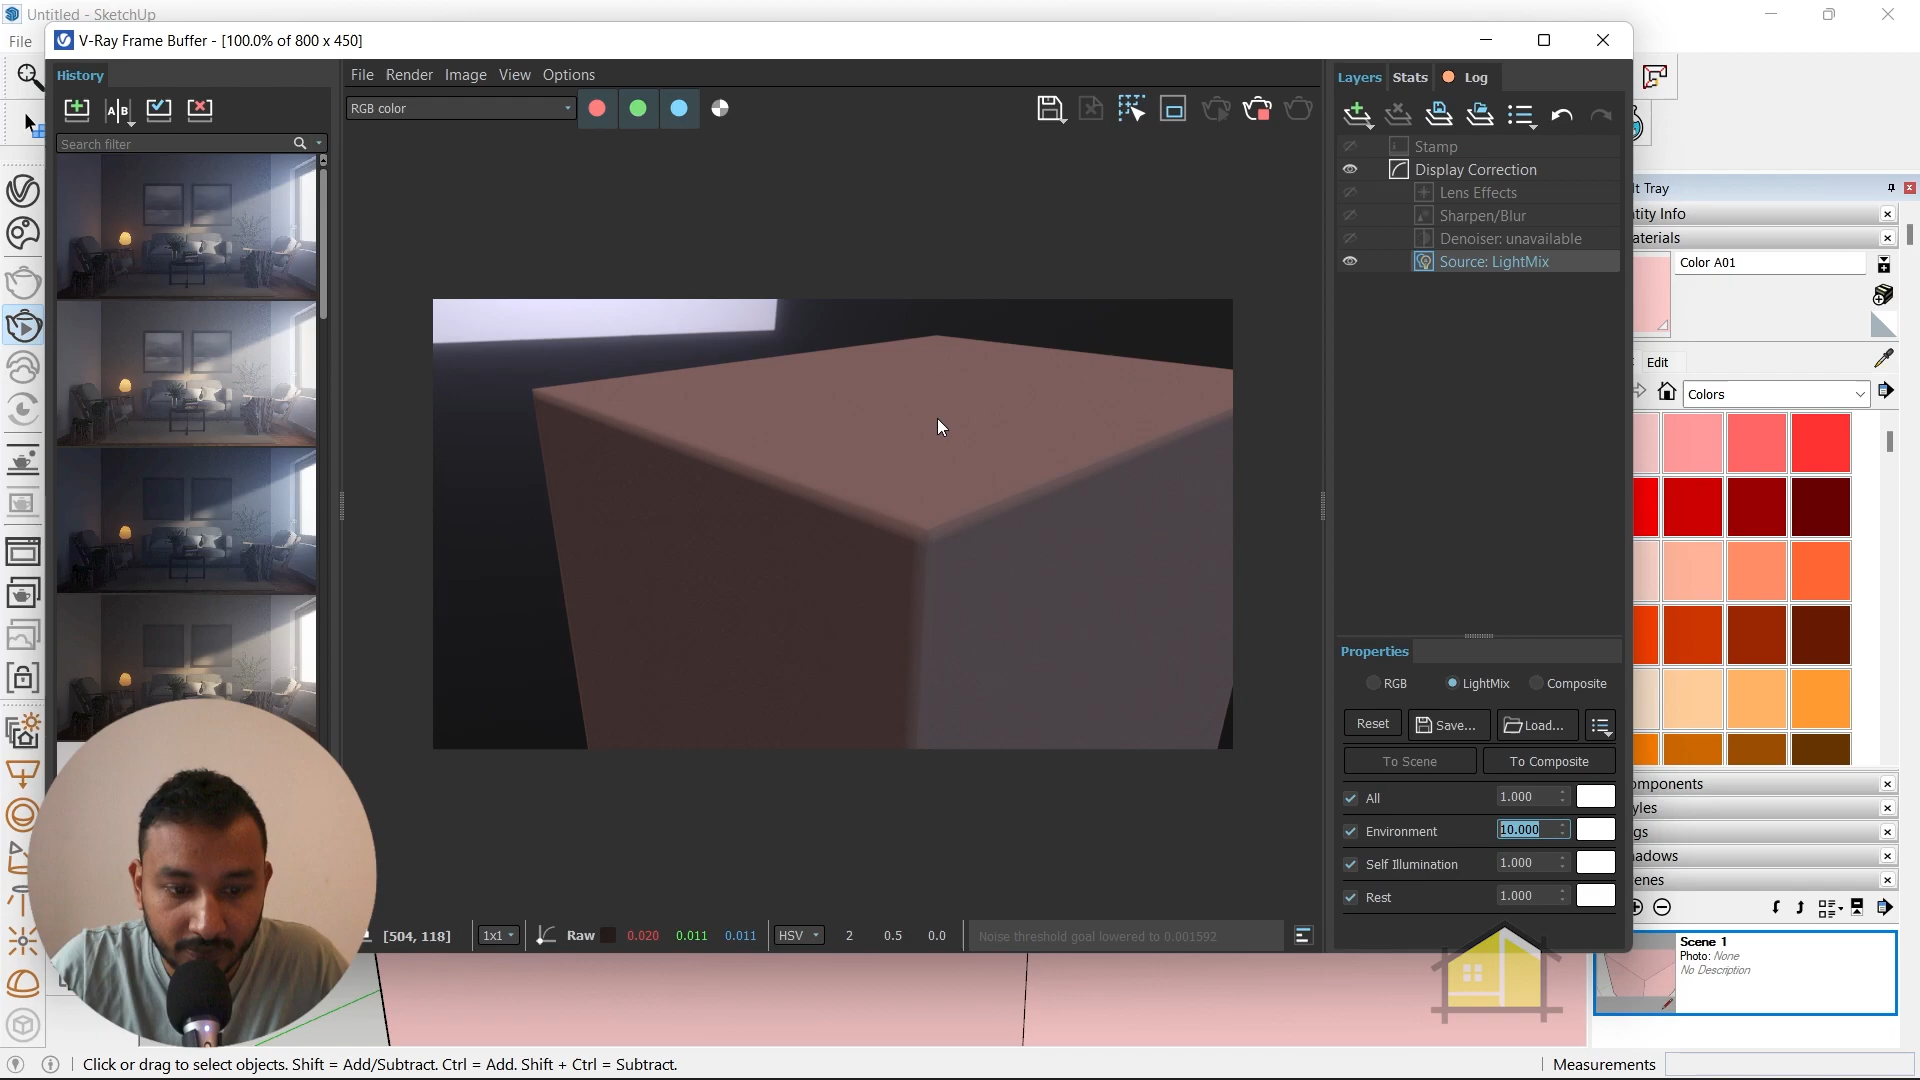 Untitled - SketchUp
File
V-Ray Frame Buffer - [100.0% of 800 x 450]
History
File Render Image View Options
Layers Stats Log
RGB color
A B
Search filter
Stamp
Display Correction
Lens Effects
Sharpen/Blur
Denoiser: unavailable
Source: LightMix
lt Tray
tity Info
aterials
Color A01
Edit
Colors
Properties
RGB LightMix Composite
Reset Save... Load...
To Scene To Composite
All 1.000
Environment 10.000
Self Illumination 1.000
Rest 1.000
omponents
yles
gs
adows
enes
[504, 118] 1x1 Raw 0.020 0.011 0.011 HSV 2 0.5 0.0 Noise threshold goal lowered to 0.001592
Scene 1
Photo: None
No Description
Click or drag to select objects. Shift = Add/Subtract. Ctrl = Add. Shift + Ctrl = Subtract.
Measurements